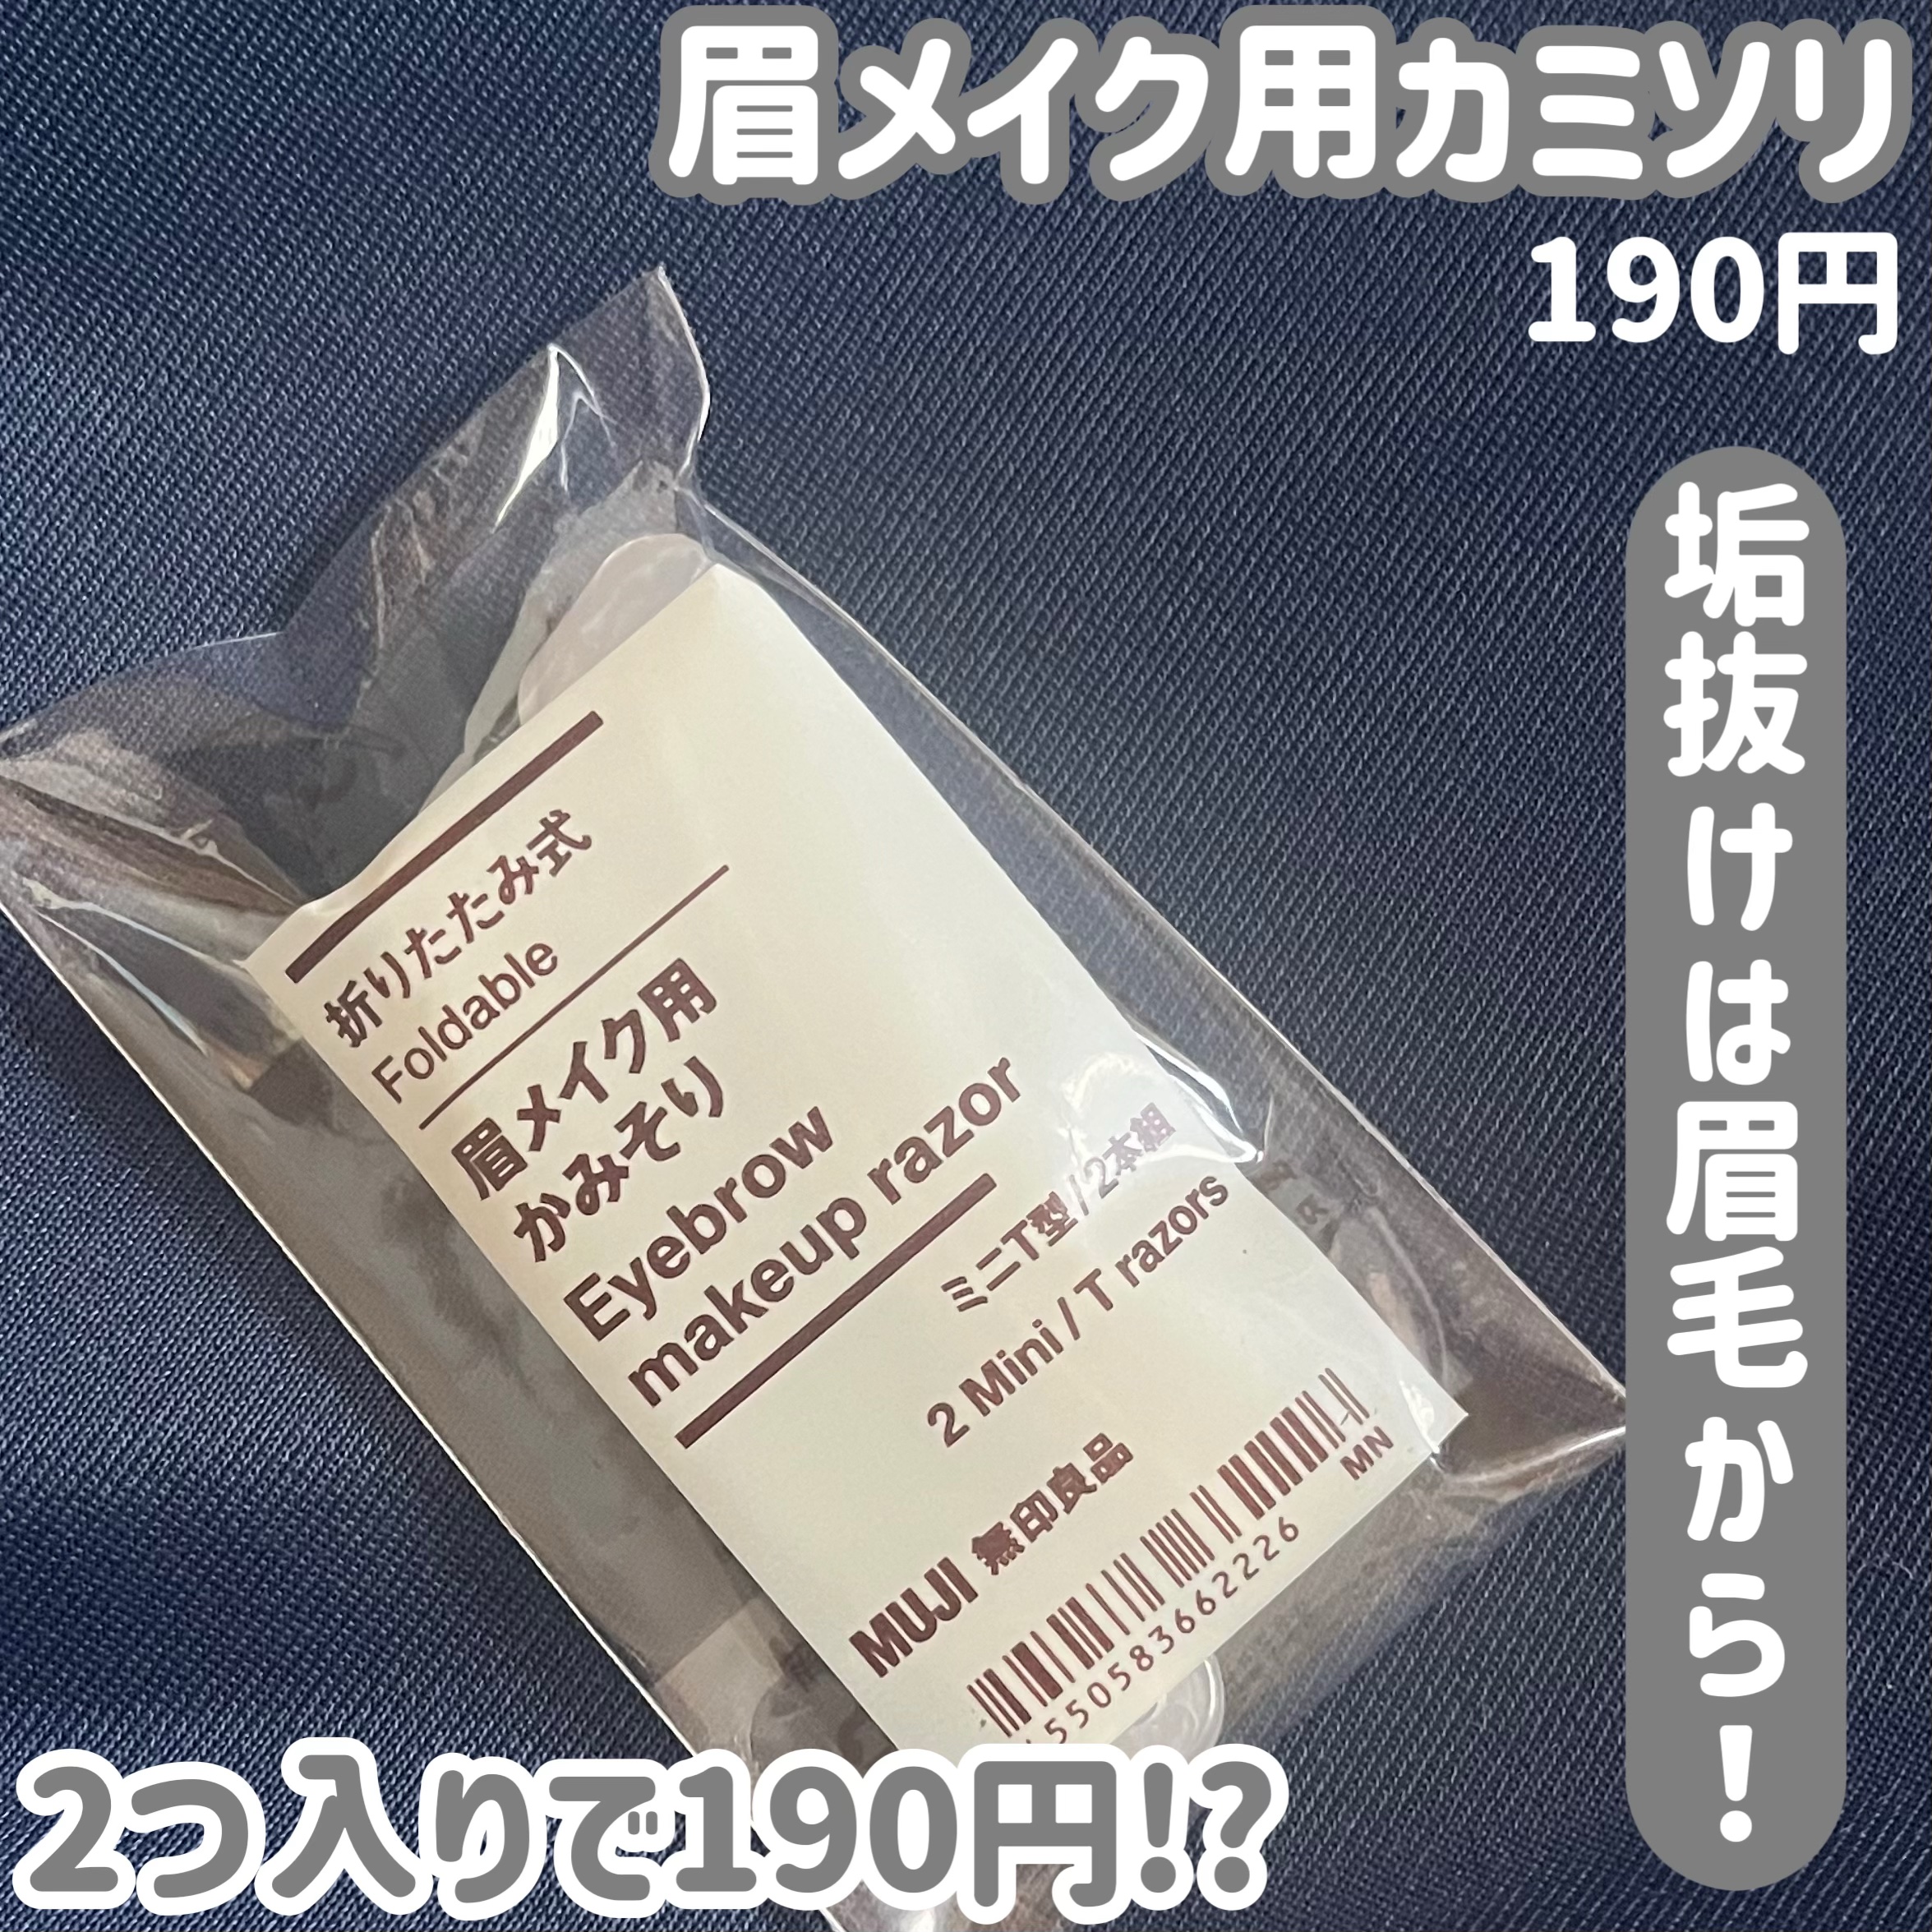 眉メイク用カミソリ
190円
垢抜けは眉毛から!
折りたたみ式
Foldable
眉メイク用
かみそり
Eyebrow
makeup razor
ミニT型/2本組
2 Mini / T razors
MUJI 無印良品
MN
550583662226
2つ入りで190円!?